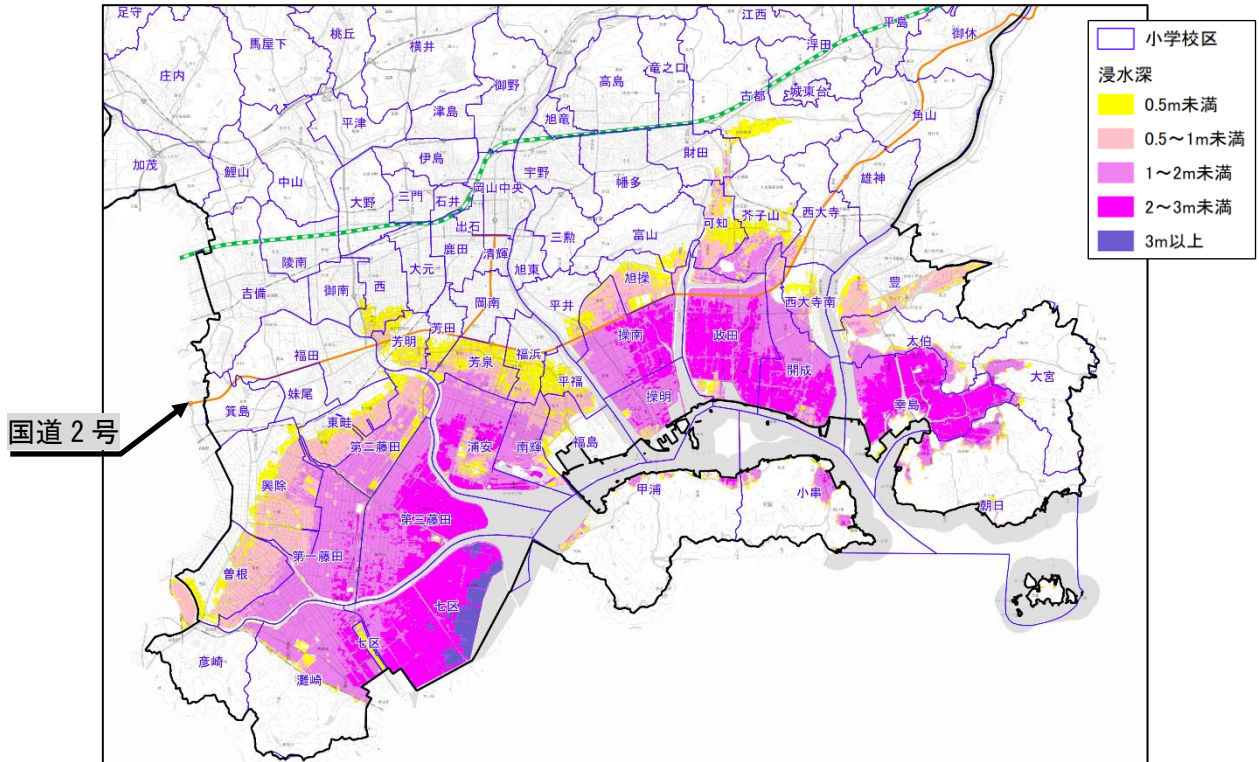 足守
馬屋下
桃丘
横井
江西
浮田
平島
御休
庄内
御野
高島
竜之口
古都
城東台
平津
津島
旭竜
角山
加茂
鯉山
中山
伊島
宇野
財田
雄神
大野
三門
石井
岡山中央
幡多
可知
芥子山
西大寺
出石
陵南
鹿田
清輝
三勲
富山
吉備
御南
西
大元
旭東
旭操
豊
岡南
平井
西大寺南
芳田
福田
芳明
芳泉
福浜
操南
政田
太伯
開成
大宮
妹尾
平福
箕島
東畦
操明
幸島
第二藤田
浦安
南輝
福島
興除
甲浦
小串
朝日
第三藤田
第一藤田
曽根
七区
七区
彦崎
灘崎
国道2号
小学校区
浸水深
0.5m未満
0.5～1m未満
1～2m未満
2～3m未満
3m以上